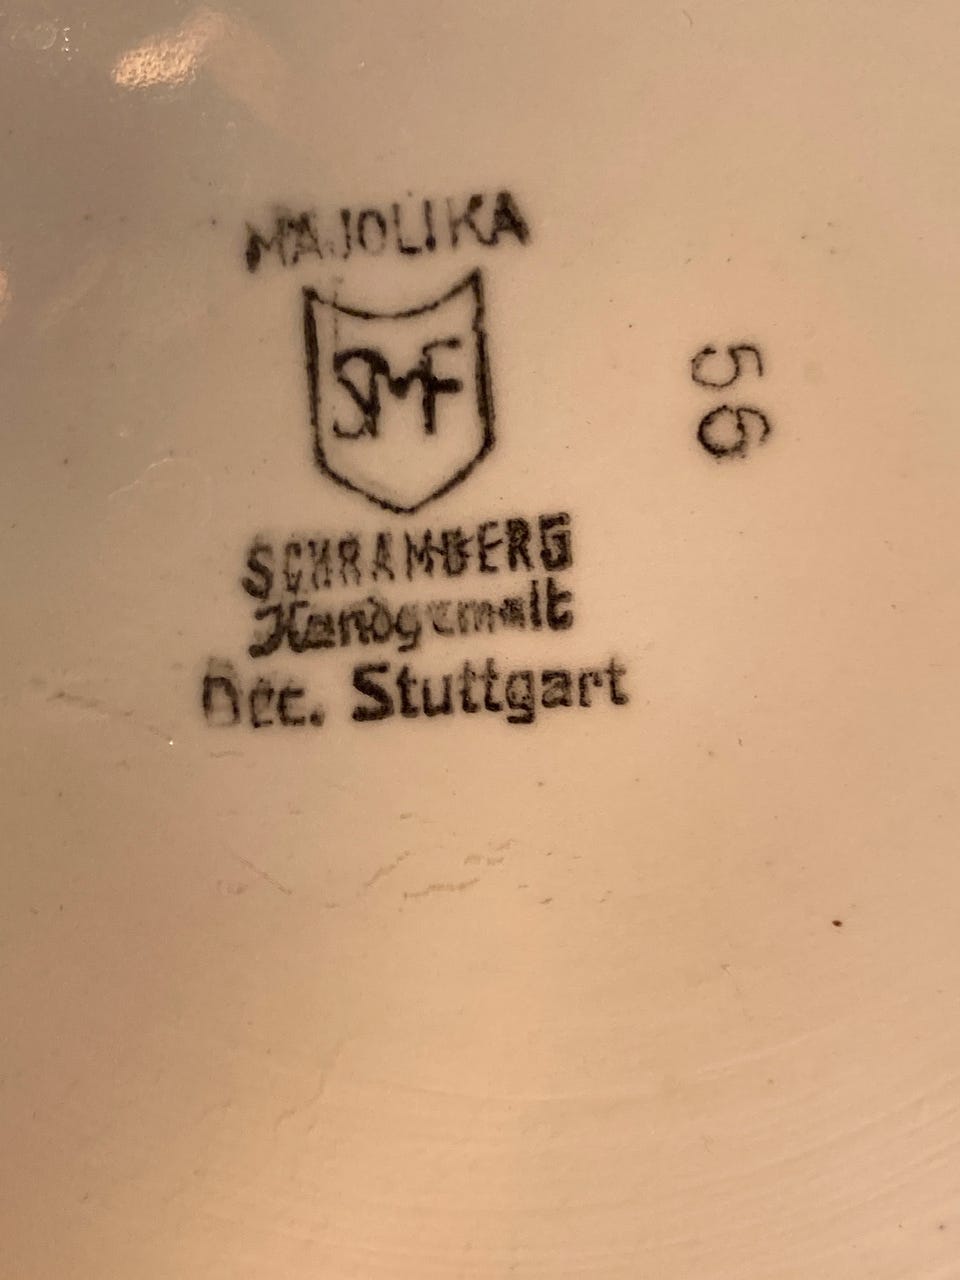 MAJOLIKA
SMF
SCHRAMBERG
Handgemalt
Dec. Stuttgart
56